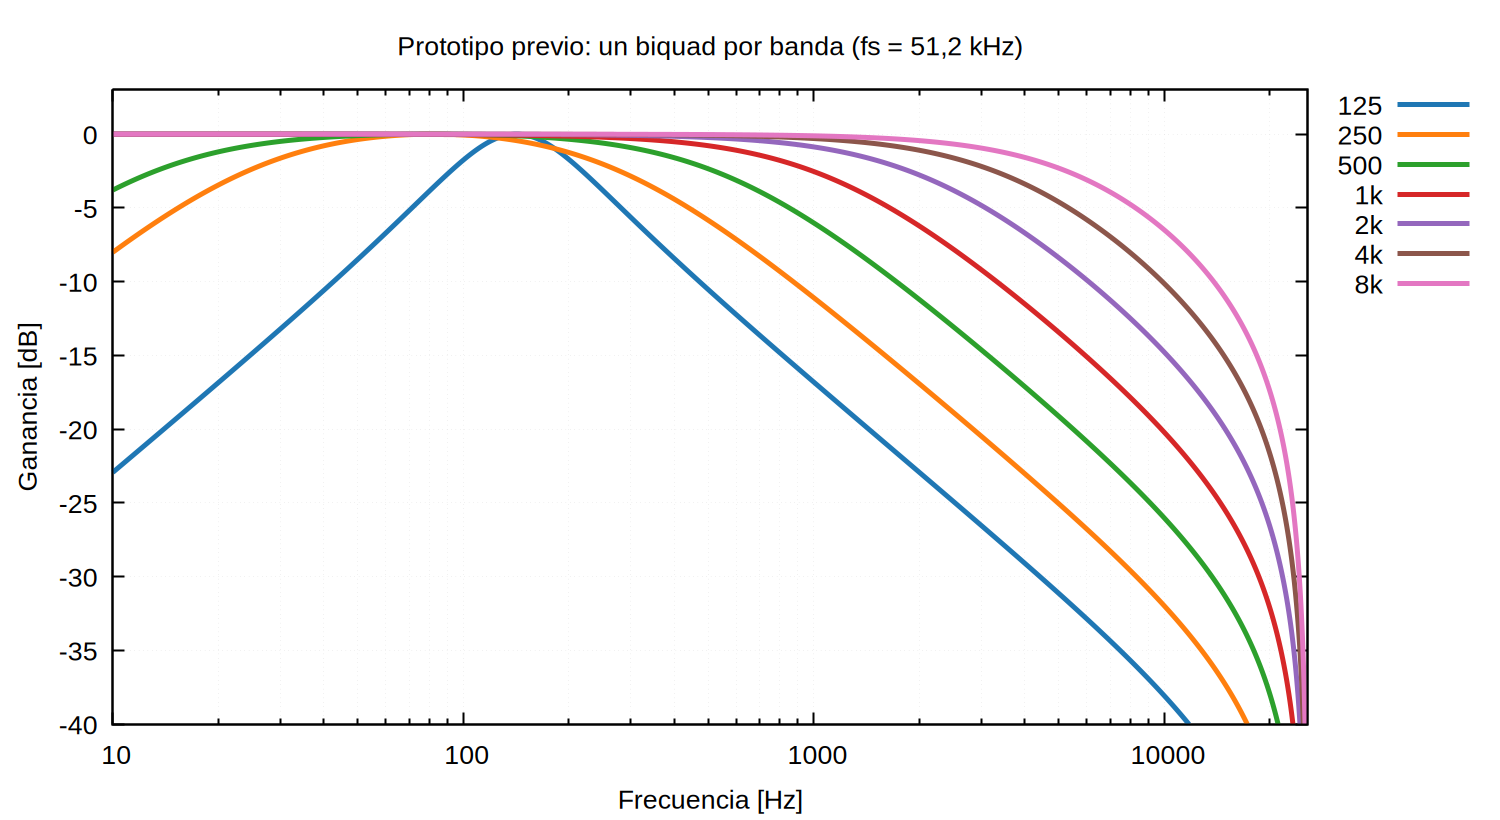 Prototipo previo: un biquad por banda (fs = 51,2 kHz)
125
250
500
1k
2k
4k
8k
0
-5
-10
-15
-20
-25
-30
-35
-40
Ganancia [dB]
10
100
1000
10000
Frecuencia [Hz]